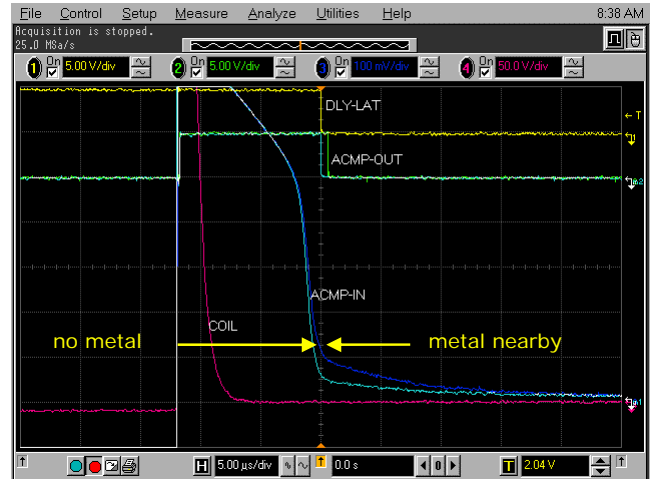 File Control Setup Measure Analyze Utilities Help 8:38 AM
Acquisition is stopped.
25.0 MSa/s
1 On 5.00 V/div 2 On 5.00 V/div 3 On 100 mV/div 4 On 50.0 V/div
DLY-LAT
T
ACMP-OUT
ACMP-IN
COIL
no metal metal nearby
H 5.00 µs/div 0.0 s 0 T 2.04 V